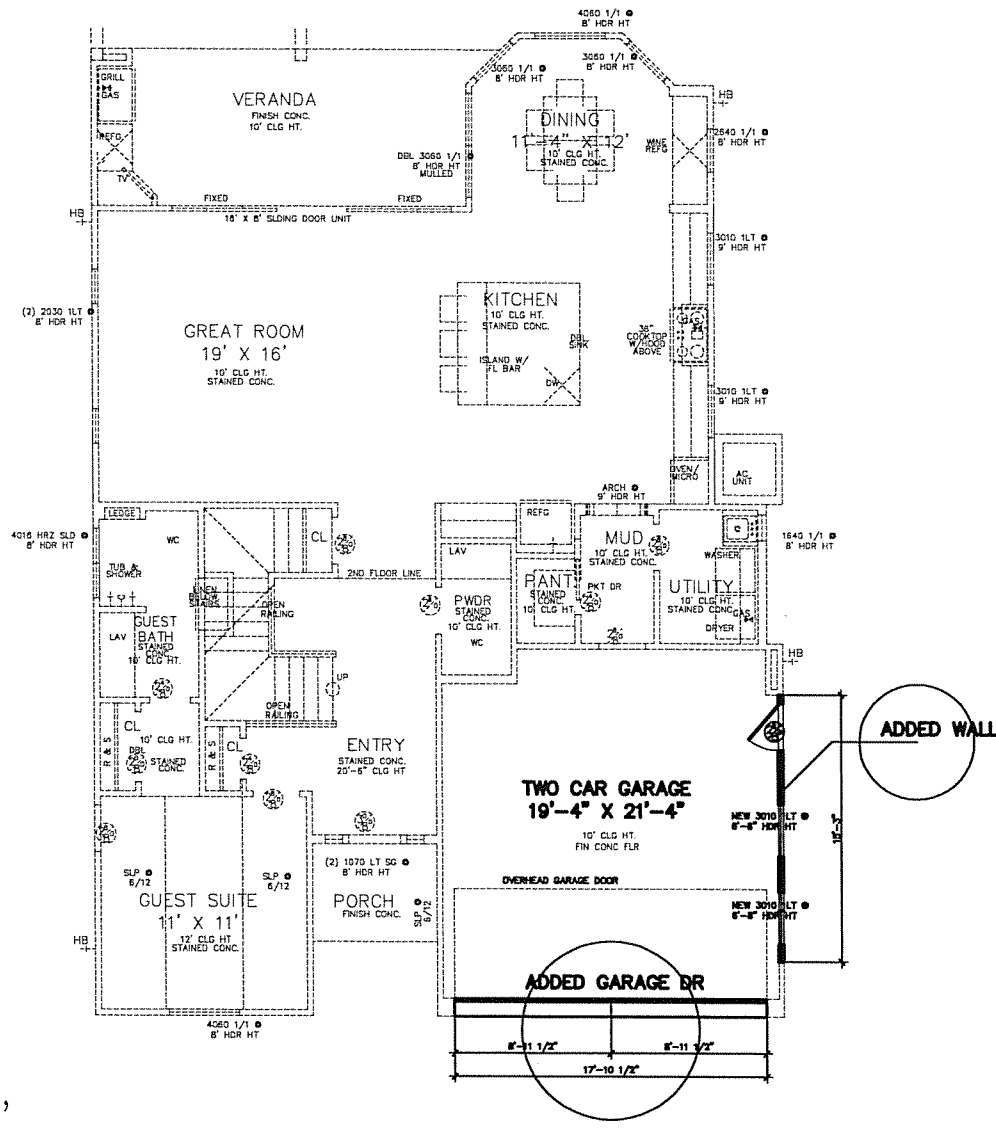 4060 1/1
8' HDR HT
3060 1/1
8' HDR HT
3060 1/1
8' HDR HT
GRILL
GAS
VERANDA
FINISH CONC.
10' CLG HT.
REFG
TV
DBL 3060 1/1
8' HDR HT
MULLED
DINING
11'-4" X 12'
10' CLG HT.
STAINED CONC.
WINE
REFG
HB
2640 1/1
8' HDR HT
HB
FIXED
FIXED
16' X 8' SLDING DOOR UNIT
3010 1LT
9' HDR HT
(2) 2030 1LT
8' HDR HT
GREAT ROOM
19' X 16'
10' CLG HT.
STAINED CONC.
KITCHEN
10' CLG HT.
STAINED CONC.
DBL
SINK
ISLAND W/
FL BAR
DW
36"
COOKTOP
W/HOOD
ABOVE
GAS
3010 1LT
9' HDR HT
OVEN/
MICRO
AC
UNIT
ARCH
9' HDR HT
LEDGE
4016 HRZ SLD
8' HDR HT
WC
CL
TUB &
SHOWER
LINEN
BELOW
STAIRS
2ND FLOOR LINE
OPEN
RAILING
LAV
REFG
MUD
10' CLG HT.
STAINED CONC.
1640 1/1
8' HDR HT
WASHER
PANT
STAINED
CONC.
10' CLG HT.
PKT DR
UTILITY
10' CLG HT.
STAINED CONC.
GAS
DRYER
PWDR
STAINED
CONC.
10' CLG HT.
WC
LAV
GUEST
BATH
STAINED
CONC.
10' CLG HT.
HB
UP
OPEN
RAILING
CL
10' CLG HT.
DBL
STAINED
CONC.
R & S
R & S
CL
ENTRY
STAINED CONC.
20'-6" CLG HT
ADDED WALL
TWO CAR GARAGE
19'-4" X 21'-4"
10' CLG HT.
FIN CONC FLR
NEW 3010 LT
HDR HT
NEW 3010 LT
HDR HT
OVERHEAD GARAGE DOOR
SLP
6/12
SLP
6/12
(2) 1070 LT SG
8' HDR HT
GUEST SUITE
11' X 11'
12' CLG HT
STAINED CONC.
PORCH
FINISH CONC.
SLP
6/12
HB
4060 1/1
8' HDR HT
ADDED GARAGE DR
8'-11 1/2"
8'-11 1/2"
17'-10 1/2"
,